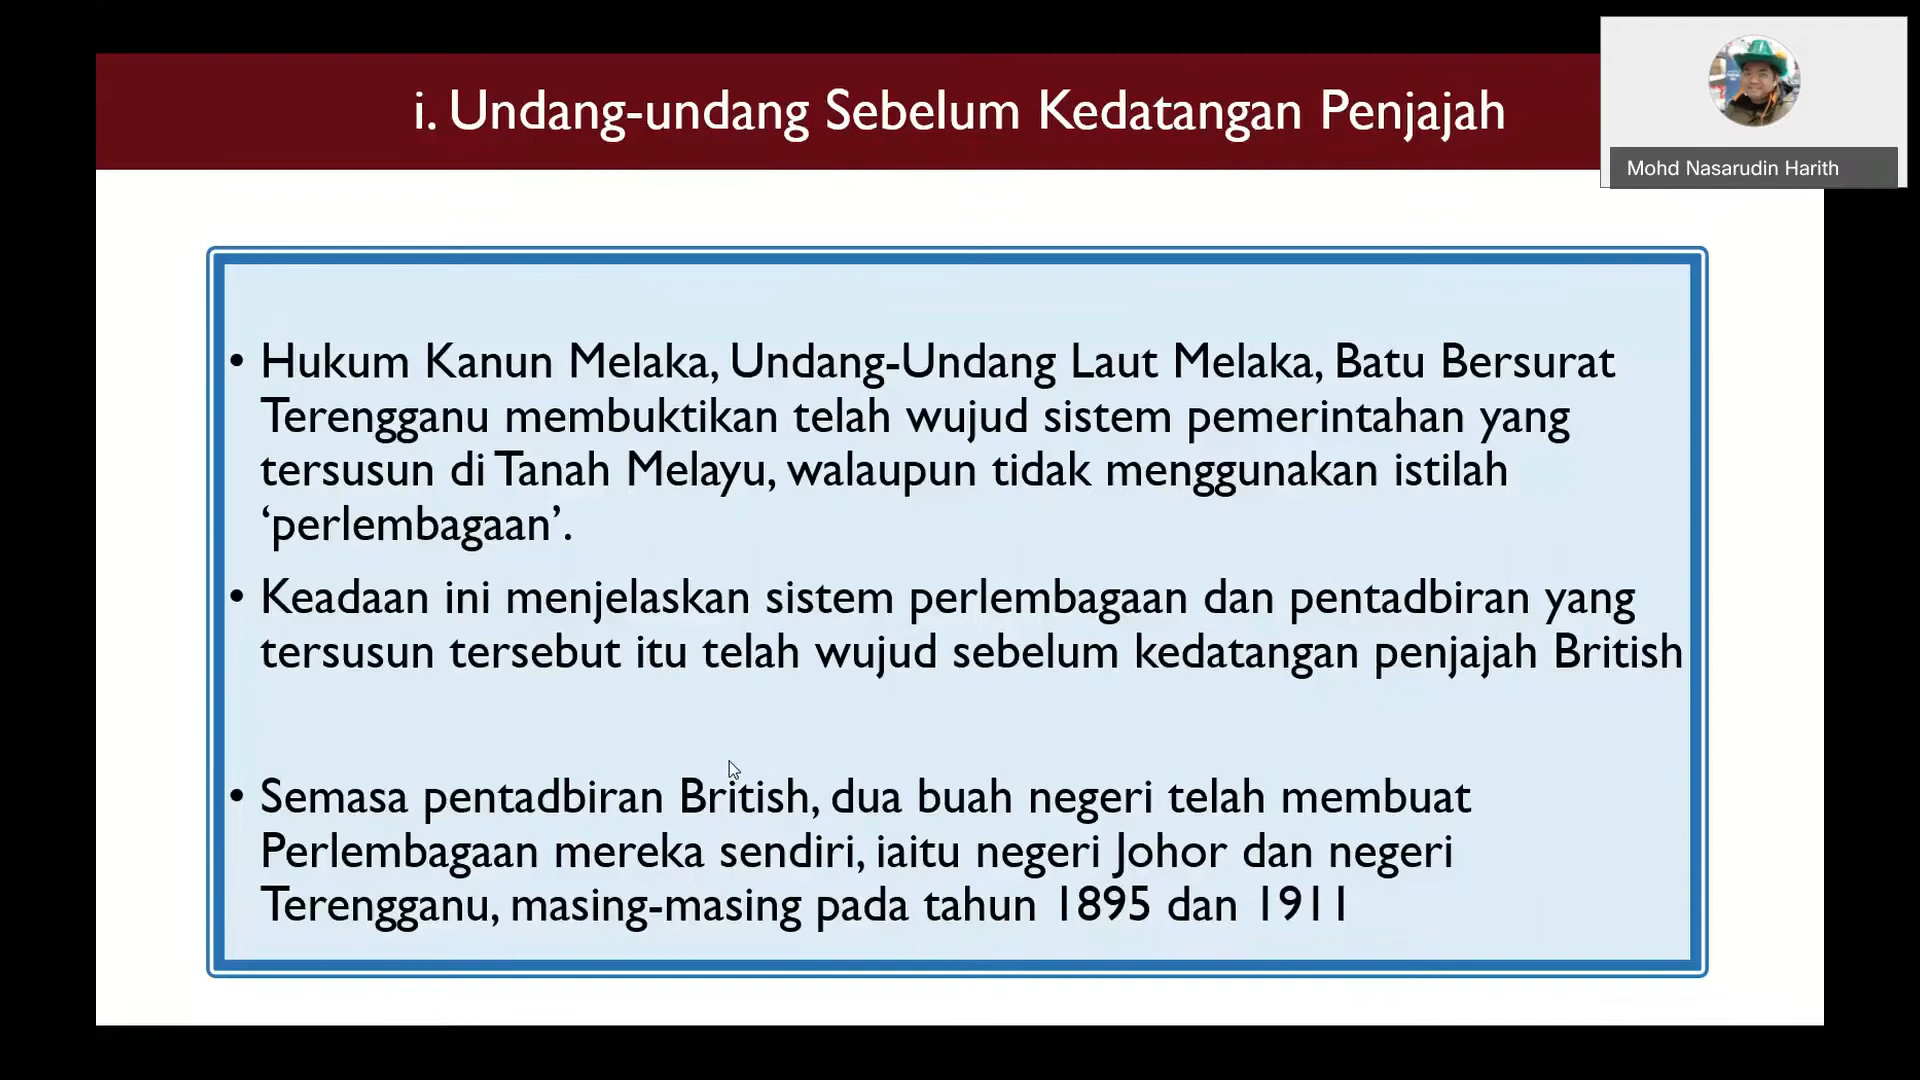 i. Undang-undang Sebelum Kedatangan Penjajah
Mohd Nasarudin Harith
• Hukum Kanun Melaka, Undang-Undang Laut Melaka, Batu Bersurat
Terengganu membuktikan telah wujud sistem pemerintahan yang
tersusun di Tanah Melayu, walaupun tidak menggunakan istilah
‘perlembagaan’.
• Keadaan ini menjelaskan sistem perlembagaan dan pentadbiran yang
tersusun tersebut itu telah wujud sebelum kedatangan penjajah British
• Semasa pentadbiran British, dua buah negeri telah membuat
Perlembagaan mereka sendiri, iaitu negeri Johor dan negeri
Terengganu, masing-masing pada tahun 1895 dan 1911